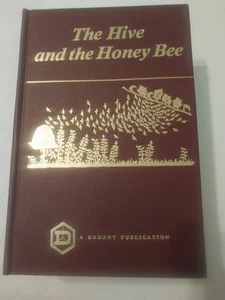 The Hive
and the Honey Bee
D
A DADANT PUBLICATION